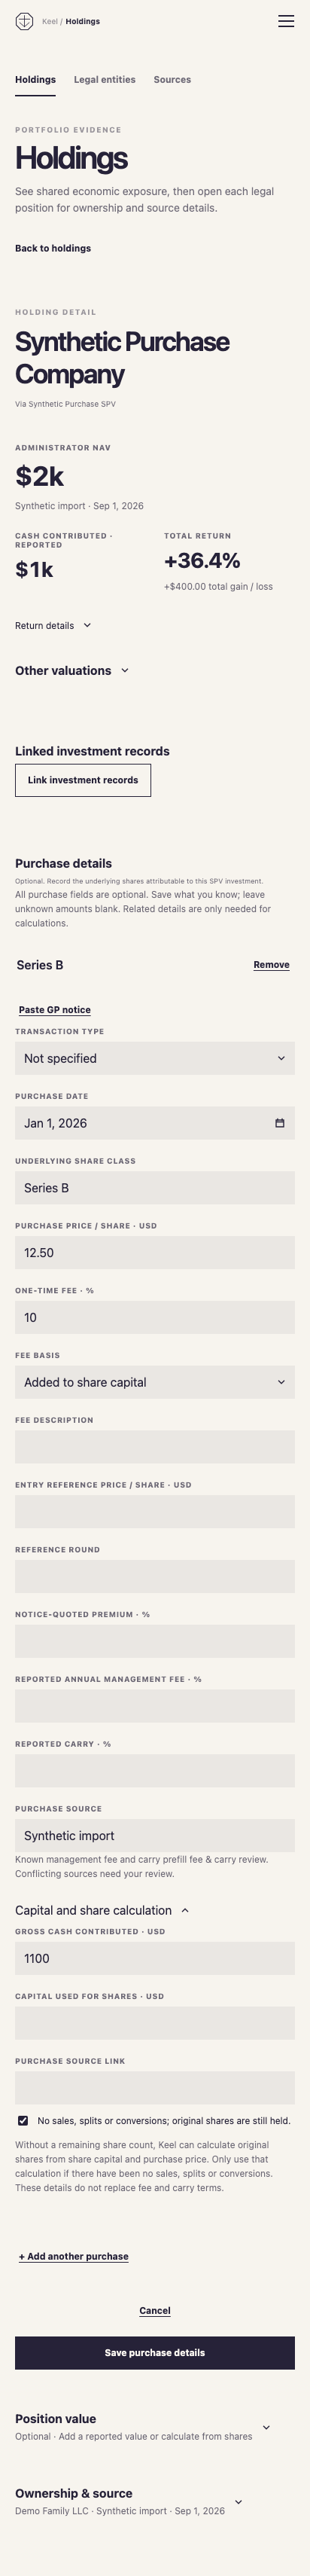 Keel / Holdings
Holdings Legal entities Sources
PORTFOLIO EVIDENCE
Holdings
See shared economic exposure, then open each legal
position for ownership and source details.
Back to holdings
HOLDING DETAIL
Synthetic Purchase
Company
Via Synthetic Purchase SPV
ADMINISTRATOR NAV
$2k
Synthetic import · Sep 1, 2026
CASH CONTRIBUTED ·
REPORTED
$1k
TOTAL RETURN
+36.4%
+$400.00 total gain / loss
Return details
Other valuations
Linked investment records
Link investment records
Purchase details
Optional. Record the underlying shares attributable to this SPV investment.
All purchase fields are optional. Save what you know; leave
unknown amounts blank. Related details are only needed for
calculations.
Series B Remove
Paste GP notice
TRANSACTION TYPE
Not specified
PURCHASE DATE
Jan 1, 2026
UNDERLYING SHARE CLASS
Series B
PURCHASE PRICE / SHARE · USD
12.50
ONE-TIME FEE · %
10
FEE BASIS
Added to share capital
FEE DESCRIPTION
ENTRY REFERENCE PRICE / SHARE · USD
REFERENCE ROUND
NOTICE-QUOTED PREMIUM · %
REPORTED ANNUAL MANAGEMENT FEE · %
REPORTED CARRY · %
PURCHASE SOURCE
Synthetic import
Known management fee and carry prefill fee & carry review.
Conflicting sources need your review.
Capital and share calculation
GROSS CASH CONTRIBUTED · USD
1100
CAPITAL USED FOR SHARES · USD
PURCHASE SOURCE LINK
No sales, splits or conversions; original shares are still held.
Without a remaining share count, Keel can calculate original
shares from share capital and purchase price. Only use that
calculation if there have been no sales, splits or conversions.
These details do not replace fee and carry terms.
+ Add another purchase
Cancel
Save purchase details
Position value
Optional · Add a reported value or calculate from shares
Ownership & source
Demo Family LLC · Synthetic import · Sep 1, 2026